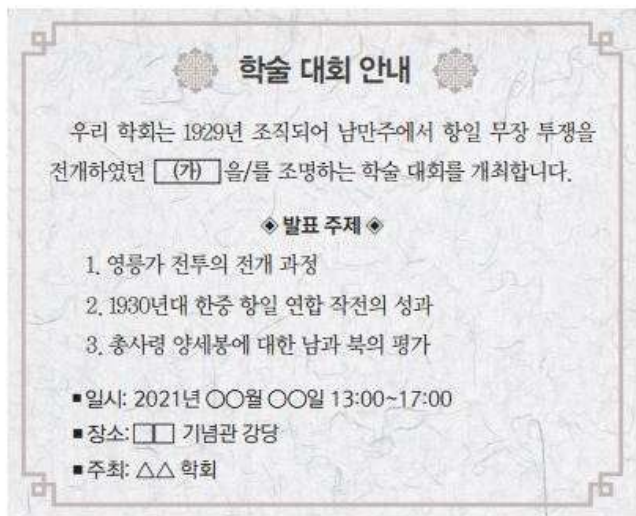 학술 대회 안내
우리 학회는 1929년 조직되어 남만주에서 항일 무장 투쟁을
전개하였던 (가) 을/를 조명하는 학술 대회를 개최합니다.
◈ 발표 주제 ◈
1. 영릉가 전투의 전개 과정
2. 1930년대 한중 항일 연합 작전의 성과
3. 총사령 양세봉에 대한 남과 북의 평가
■ 일시: 2021년 ○○월 ○○일 13:00~17:00
■ 장소: □□ 기념관 강당
■ 주최: △△ 학회